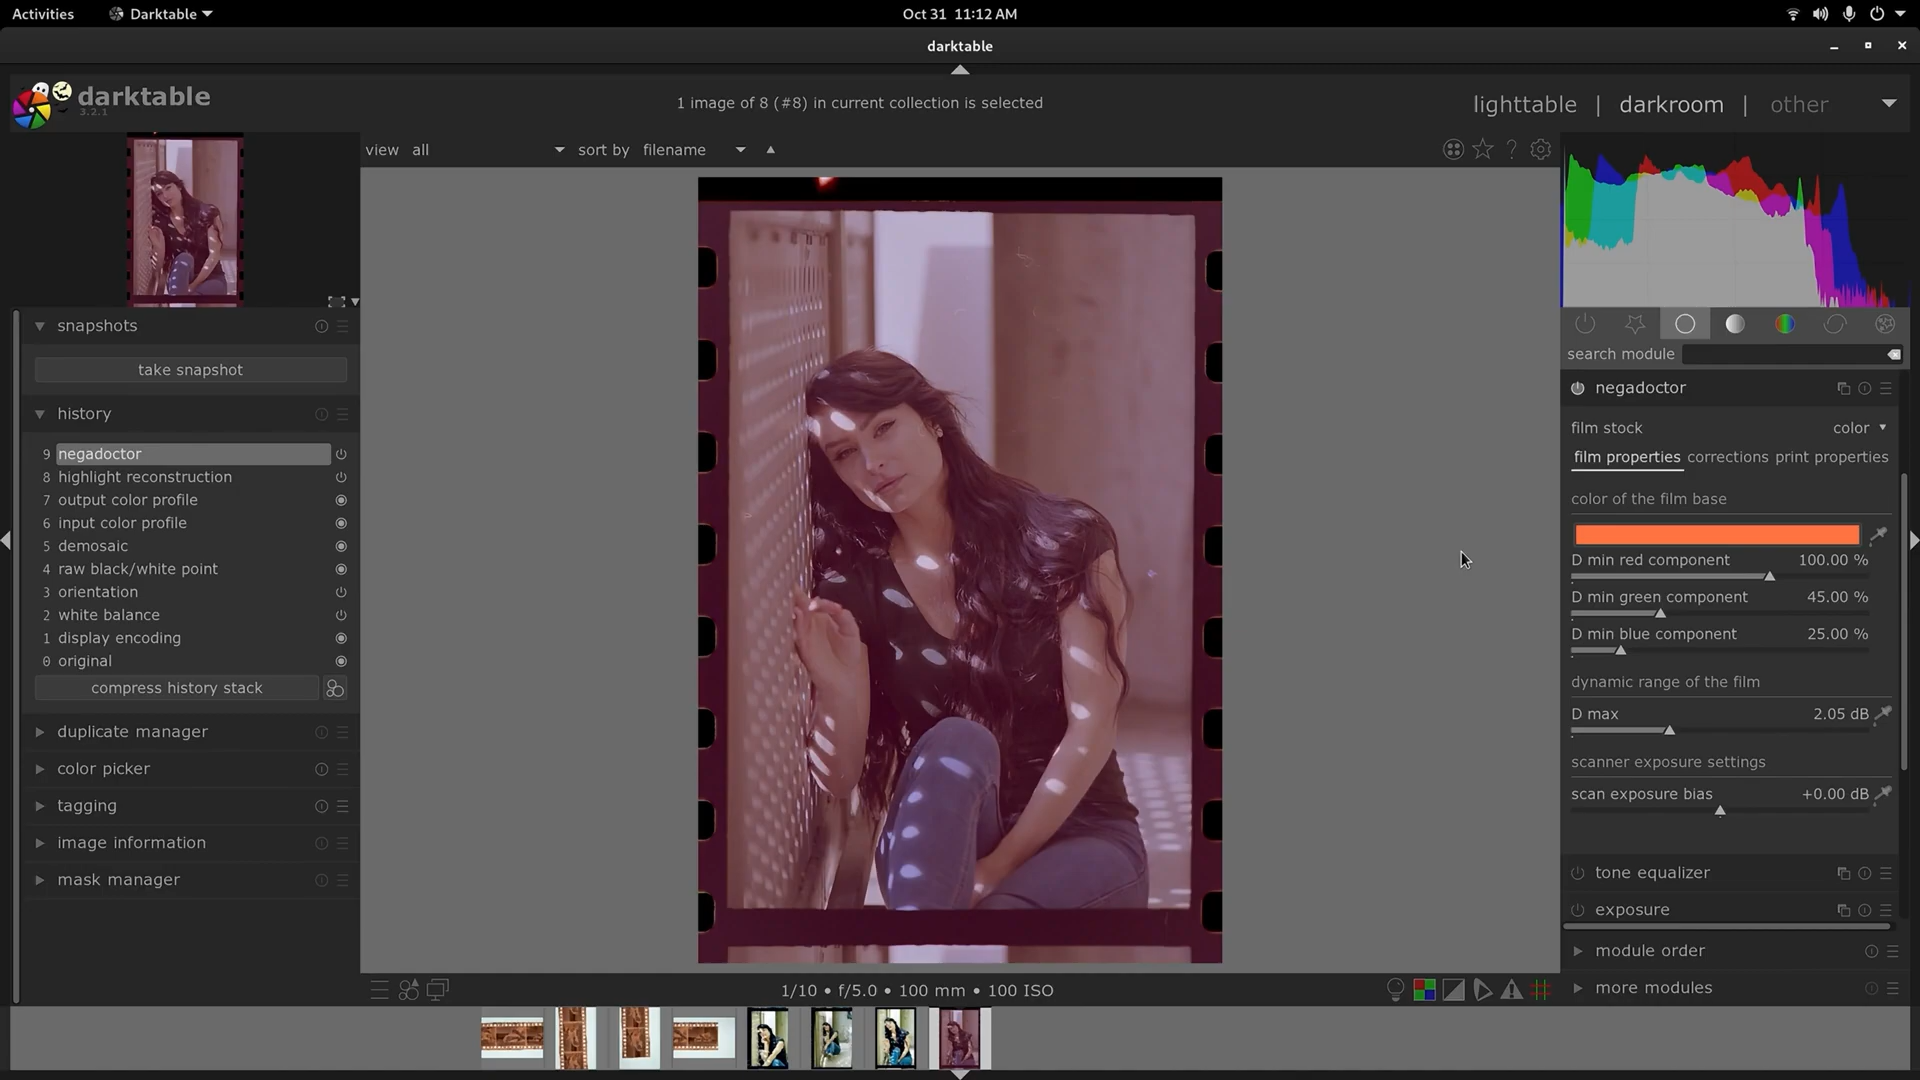 Activities
Darktable
Oct 31 11:12 AM
darktable
darktable
3.2.1
1 image of 8 (#8) in current collection is selected
lighttable | darkroom | other
view all
sort by filename
snapshots
take snapshot
history
9 negadoctor
8 highlight reconstruction
7 output color profile
6 input color profile
5 demosaic
4 raw black/white point
3 orientation
2 white balance
1 display encoding
0 original
compress history stack
duplicate manager
color picker
tagging
image information
mask manager
search module
negadoctor
film stock color
film properties corrections print properties
color of the film base
D min red component 100.00 %
D min green component 45.00 %
D min blue component 25.00 %
dynamic range of the film
D max 2.05 dB
scanner exposure settings
scan exposure bias +0.00 dB
tone equalizer
exposure
module order
more modules
1/10 • f/5.0 • 100 mm • 100 ISO